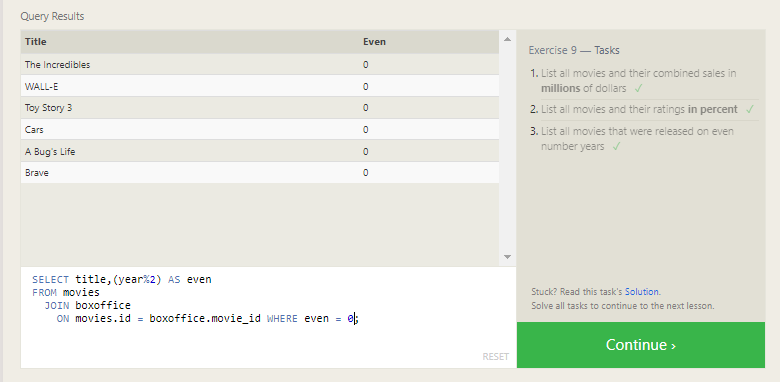 Query Results
Title Even
The Incredibles 0
WALL-E 0
Toy Story 3 0
Cars 0
A Bug's Life 0
Brave 0
SELECT title,(year%2) AS even
FROM movies
JOIN boxoffice
ON movies.id = boxoffice.movie_id WHERE even = 0;
RESET
Exercise 9 — Tasks
1. List all movies and their combined sales in
millions of dollars ✓
2. List all movies and their ratings in percent ✓
3. List all movies that were released on even
number years ✓
Stuck? Read this task's Solution.
Solve all tasks to continue to the next lesson.
Continue ›